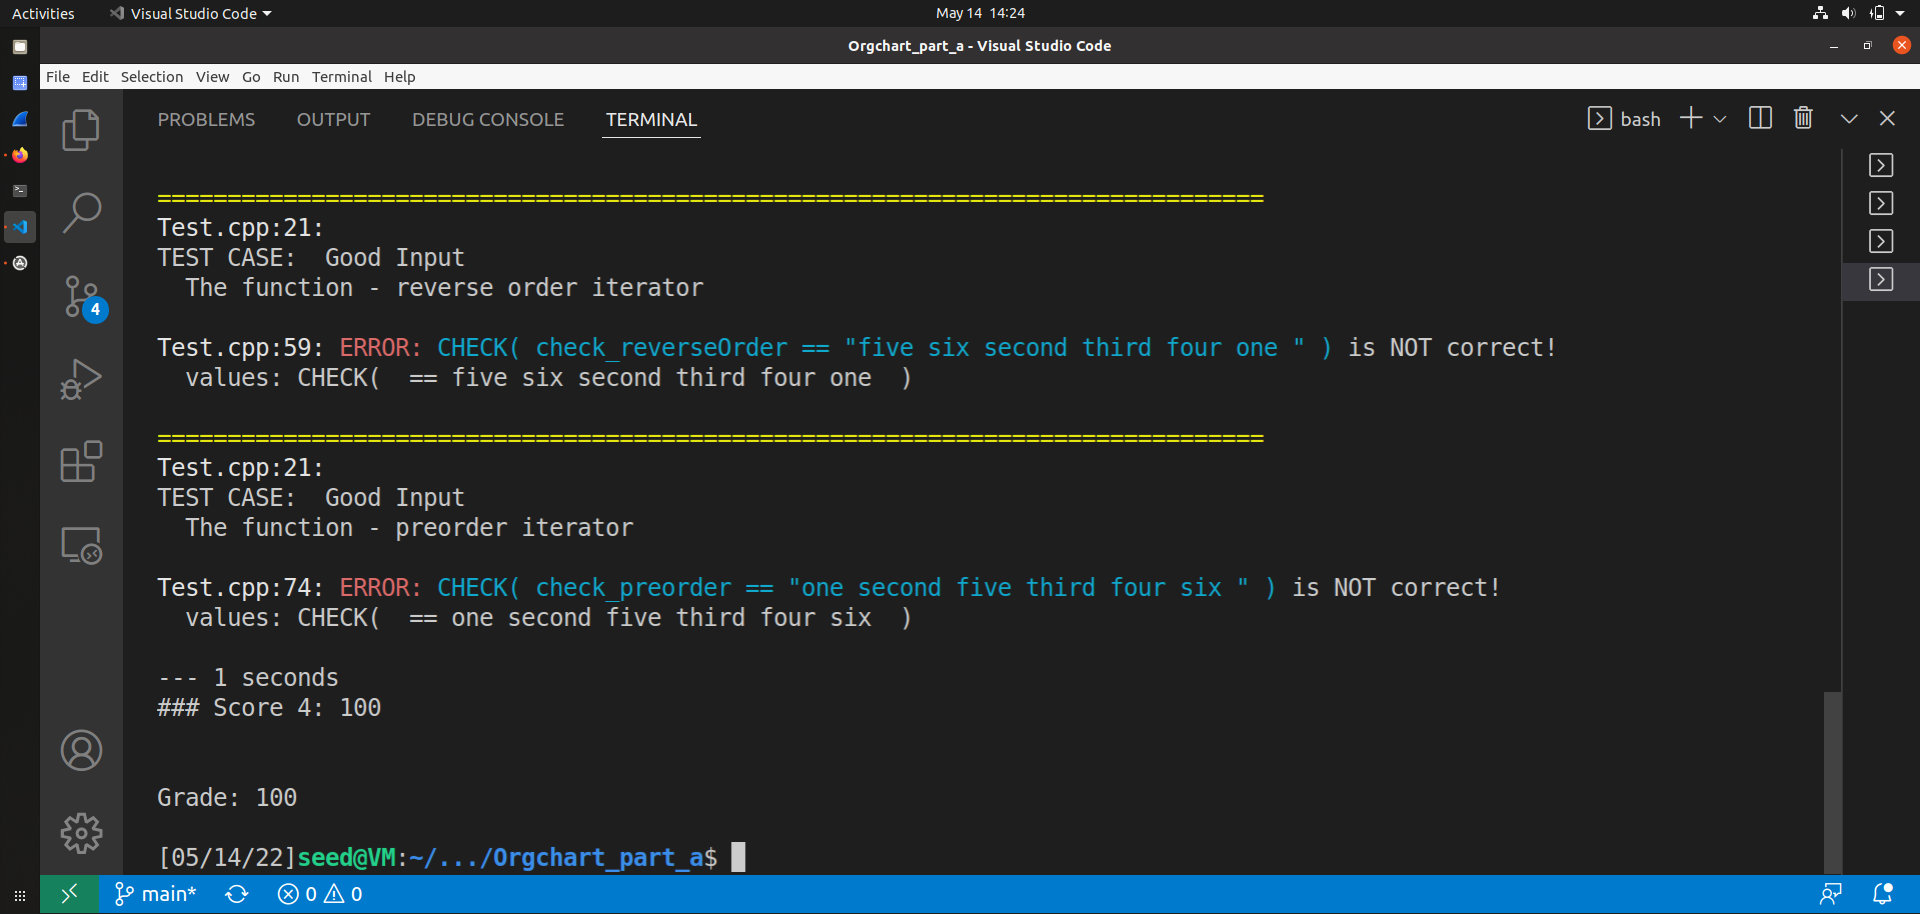 Activities Visual Studio Code May 14 14:24
Orgchart_part_a - Visual Studio Code
File Edit Selection View Go Run Terminal Help
PROBLEMS OUTPUT DEBUG CONSOLE TERMINAL bash
===============================================================================
Test.cpp:21:
TEST CASE:  Good Input
  The function - reverse order iterator
Test.cpp:59: ERROR: CHECK( check_reverseOrder == "five six second third four one " ) is NOT correct!
  values: CHECK(  == five six second third four one  )
===============================================================================
Test.cpp:21:
TEST CASE:  Good Input
  The function - preorder iterator
Test.cpp:74: ERROR: CHECK( check_preorder == "one second five third four six " ) is NOT correct!
  values: CHECK(  == one second five third four six  )
--- 1 seconds
### Score 4: 100
Grade: 100
[05/14/22]seed@VM:~/.../Orgchart_part_a$
4
main* 0 0